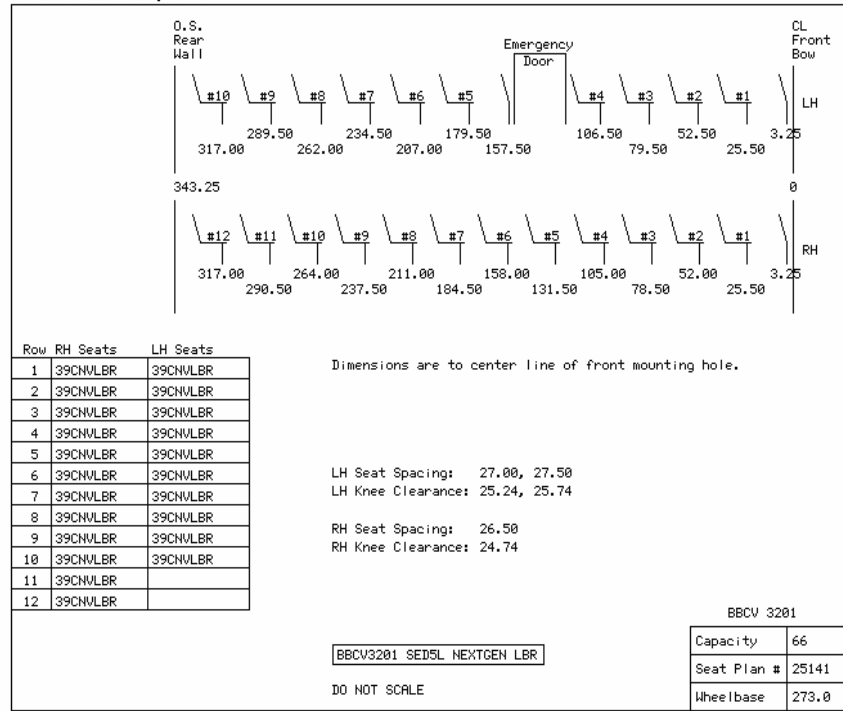 O.S. Rear Wall
Emergency Door
CL Front Bow
#10 #9 #8 #7 #6 #5 #4 #3 #2 #1 LH
289.50 234.50 179.50 106.50 52.50 3.25
317.00 262.00 207.00 157.50 79.50 25.50
343.25 0
#12 #11 #10 #9 #8 #7 #6 #5 #4 #3 #2 #1 RH
317.00 264.00 211.00 158.00 105.00 52.00 3.25
290.50 237.50 184.50 131.50 78.50 25.50
Row RH Seats LH Seats
1 39CNVLBR 39CNVLBR
2 39CNVLBR 39CNVLBR
3 39CNVLBR 39CNVLBR
4 39CNVLBR 39CNVLBR
5 39CNVLBR 39CNVLBR
6 39CNVLBR 39CNVLBR
7 39CNVLBR 39CNVLBR
8 39CNVLBR 39CNVLBR
9 39CNVLBR 39CNVLBR
10 39CNVLBR 39CNVLBR
11 39CNVLBR
12 39CNVLBR
Dimensions are to center line of front mounting hole.
LH Seat Spacing: 27.00, 27.50
LH Knee Clearance: 25.24, 25.74
RH Seat Spacing: 26.50
RH Knee Clearance: 24.74
BBCV3201 SED5L NEXTGEN LBR
DO NOT SCALE
BBCV 3201
Capacity 66
Seat Plan # 25141
Wheelbase 273.0